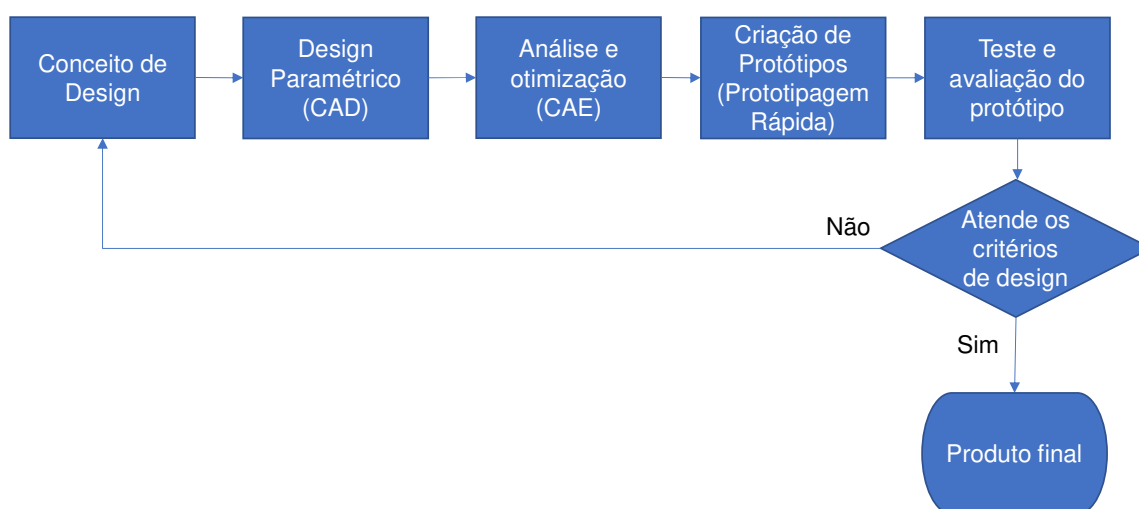 Conceito de
Design
Design
Paramétrico
(CAD)
Análise e
otimização
(CAE)
Criação de
Protótipos
(Prototipagem
Rápida)
Teste e
avaliação do
protótipo
Não
Atende os
critérios
de design
Sim
Produto final